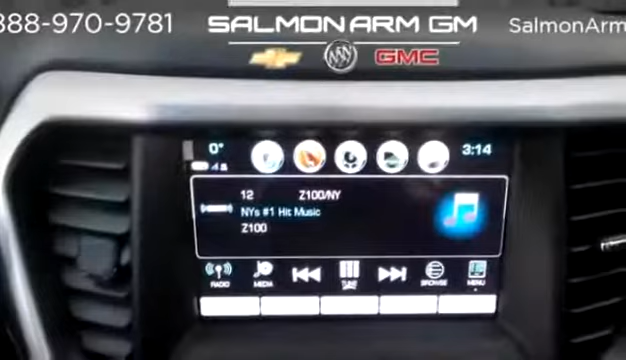 888-970-9781 SALMON ARM GM SalmonArm
GMC
0° 3:14
12 Z100/NY
NYs #1 Hit Music
Z100
RADIO MEDIA TUNE BROWSE MENU